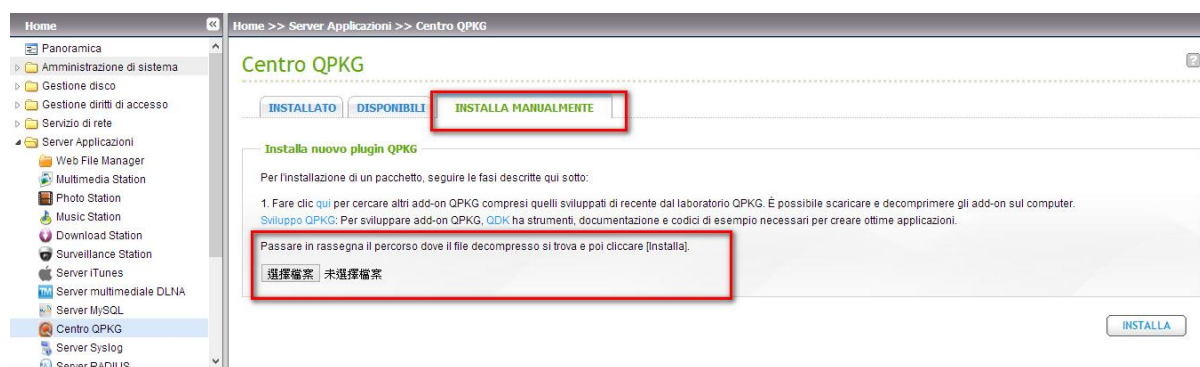 Home
Home >> Server Applicazioni >> Centro QPKG
Panoramica
Amministrazione di sistema
Gestione disco
Gestione diritti di accesso
Servizio di rete
Server Applicazioni
Web File Manager
Multimedia Station
Photo Station
Music Station
Download Station
Surveillance Station
Server iTunes
TM Server multimediale DLNA
Server MySQL
Centro QPKG
Server Syslog
Server RADIUS
Centro QPKG
INSTALLATO DISPONIBILI INSTALLA MANUALMENTE
Installa nuovo plugin QPKG
Per l'installazione di un pacchetto, seguire le fasi descritte qui sotto:
1. Fare clic qui per cercare altri add-on QPKG compresi quelli sviluppati di recente dal laboratorio QPKG. È possibile scaricare e decomprimere gli add-on sul computer.
Sviluppo QPKG: Per sviluppare add-on QPKG, QDK ha strumenti, documentazione e codici di esempio necessari per creare ottime applicazioni.
Passare in rassegna il percorso dove il file decompresso si trova e poi cliccare [Installa].
選擇檔案 未選擇檔案
INSTALLA